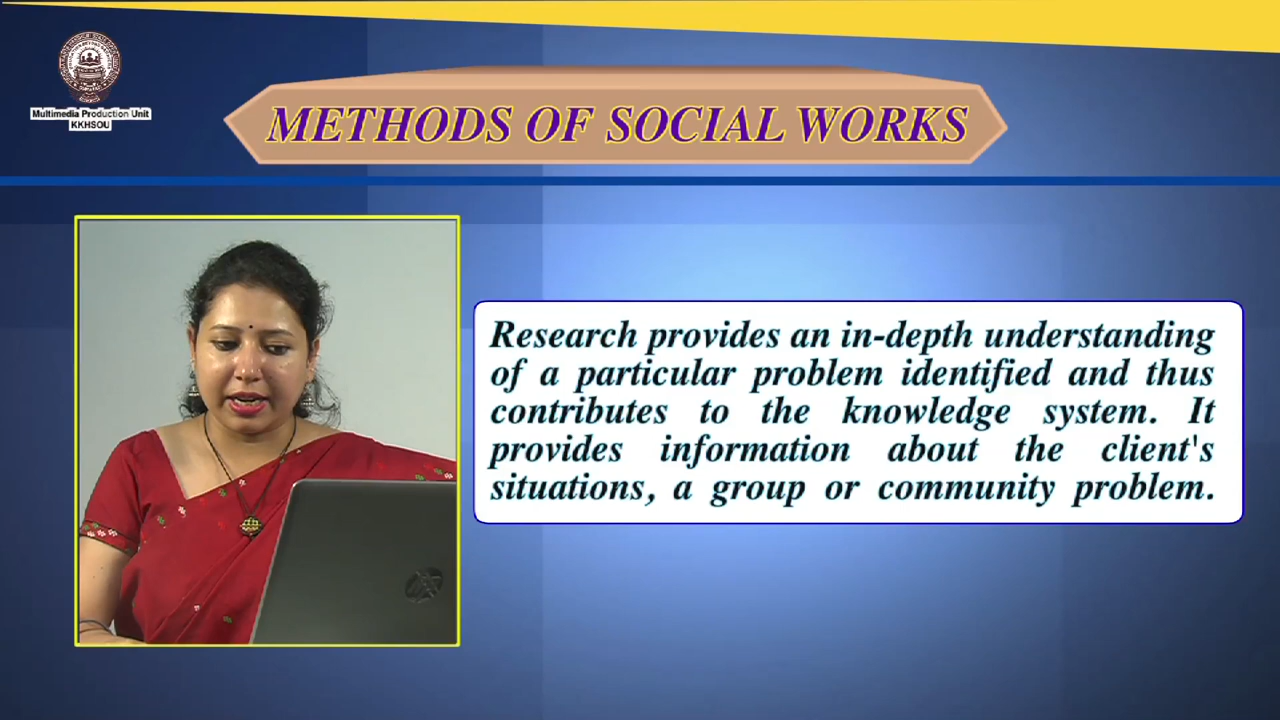 Multimedia Production Unit
KKHSOU
METHODS OF SOCIAL WORKS
Research provides an in-depth understanding
of a particular problem identified and thus
contributes to the knowledge system. It
provides information about the client's
situations, a group or community problem.